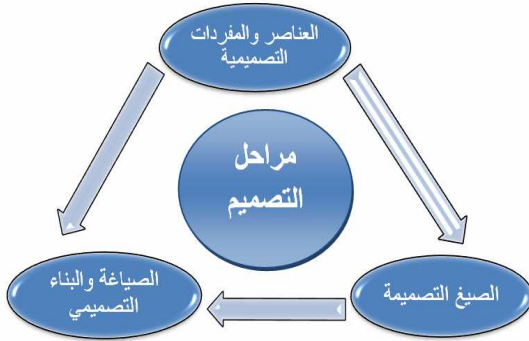 العناصر والمفردات
التصميمية
مراحل
التصميم
الصيغ التصميمة
الصياغة والبناء
التصميمي